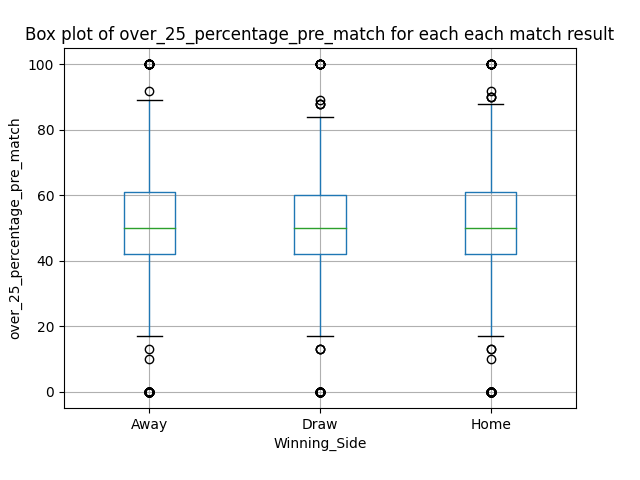 Box plot of over_25_percentage_pre_match for each each match result
100
80
60
40
20
0
over_25_percentage_pre_match
Away Draw Home
Winning_Side